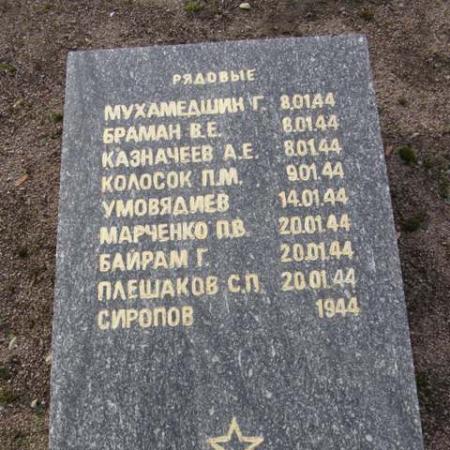 РЯДОВЫЕ
МУХАМЕДШИН Г. 8.01.44
БРАМАН В.Е. 8.01.44
КАЗНАЧЕЕВ А.Е. 8.01.44
КОЛОСОК П.М. 9.01.44
УМОВЯДИЕВ 14.01.44
МАРЧЕНКО П.В. 20.01.44
БАЙРАМ Г. 20.01.44
ПЛЕШАКОВ С.П. 20.01.44
СИРОПОВ 1944